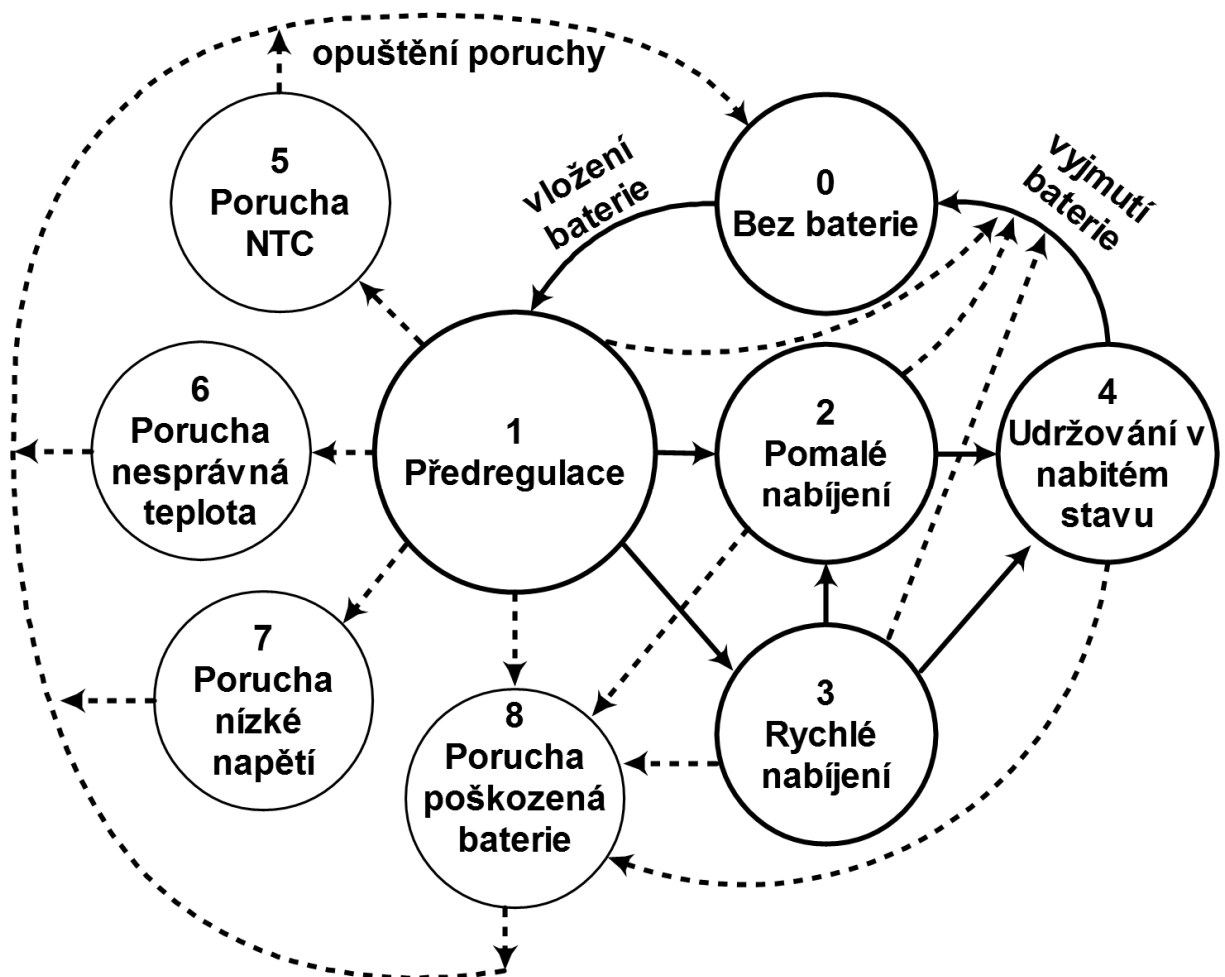 opuštění poruchy
5
Porucha
NTC
vložení
baterie
0
Bez baterie
vyjmutí
baterie
6
Porucha
nesprávná
teplota
1
Předregulace
2
Pomalé
nabíjení
4
Udržování v
nabitém
stavu
7
Porucha
nízké
napětí
8
Porucha
poškozená
baterie
3
Rychlé
nabíjení